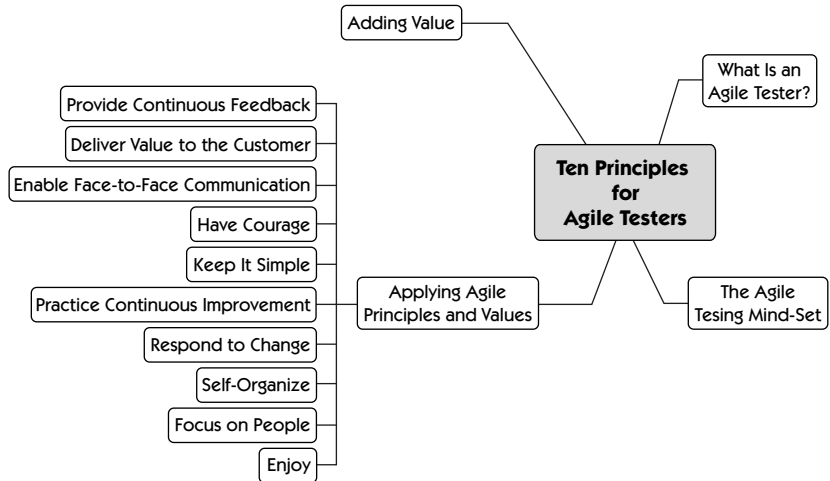 Adding Value
What Is an
Agile Tester?
Provide Continuous Feedback
Deliver Value to the Customer
Enable Face-to-Face Communication
Have Courage
Keep It Simple
Practice Continuous Improvement
Respond to Change
Self-Organize
Focus on People
Enjoy
Applying Agile
Principles and Values
Ten Principles
for
Agile Testers
The Agile
Tesing Mind-Set